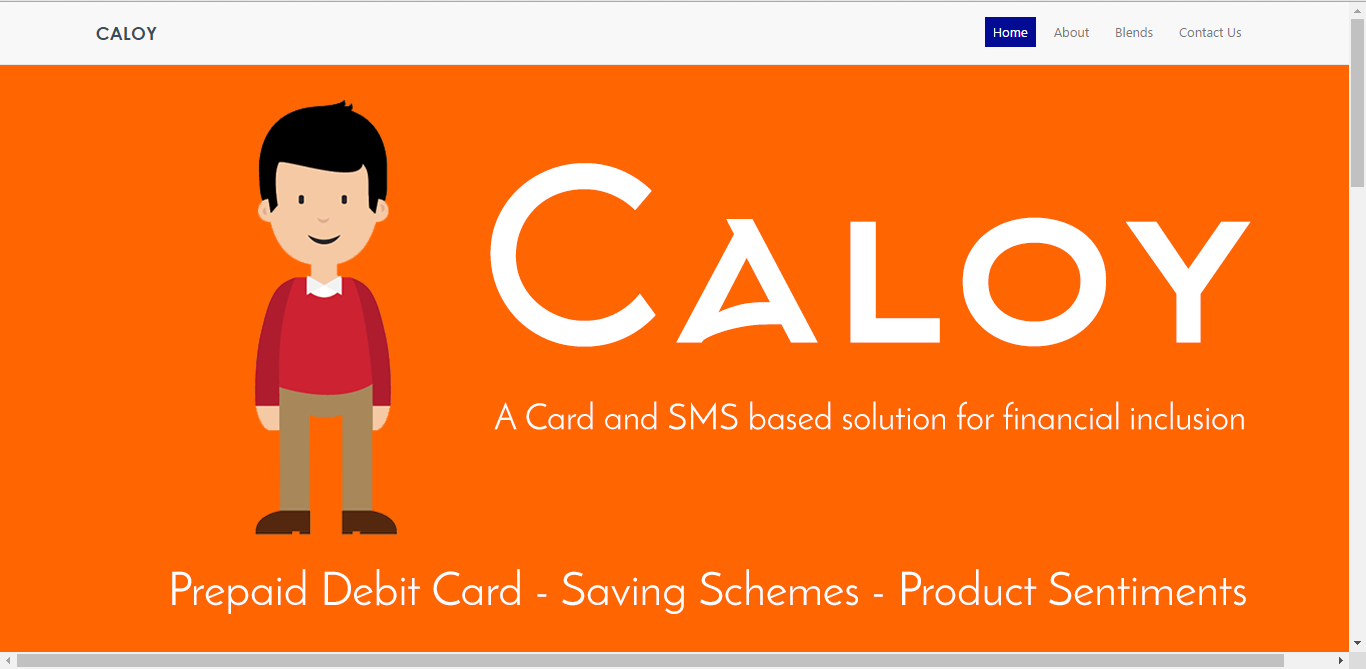 CALOY
Home About Blends Contact Us
CALOY
A Card and SMS based solution for financial inclusion
Prepaid Debit Card - Saving Schemes - Product Sentiments